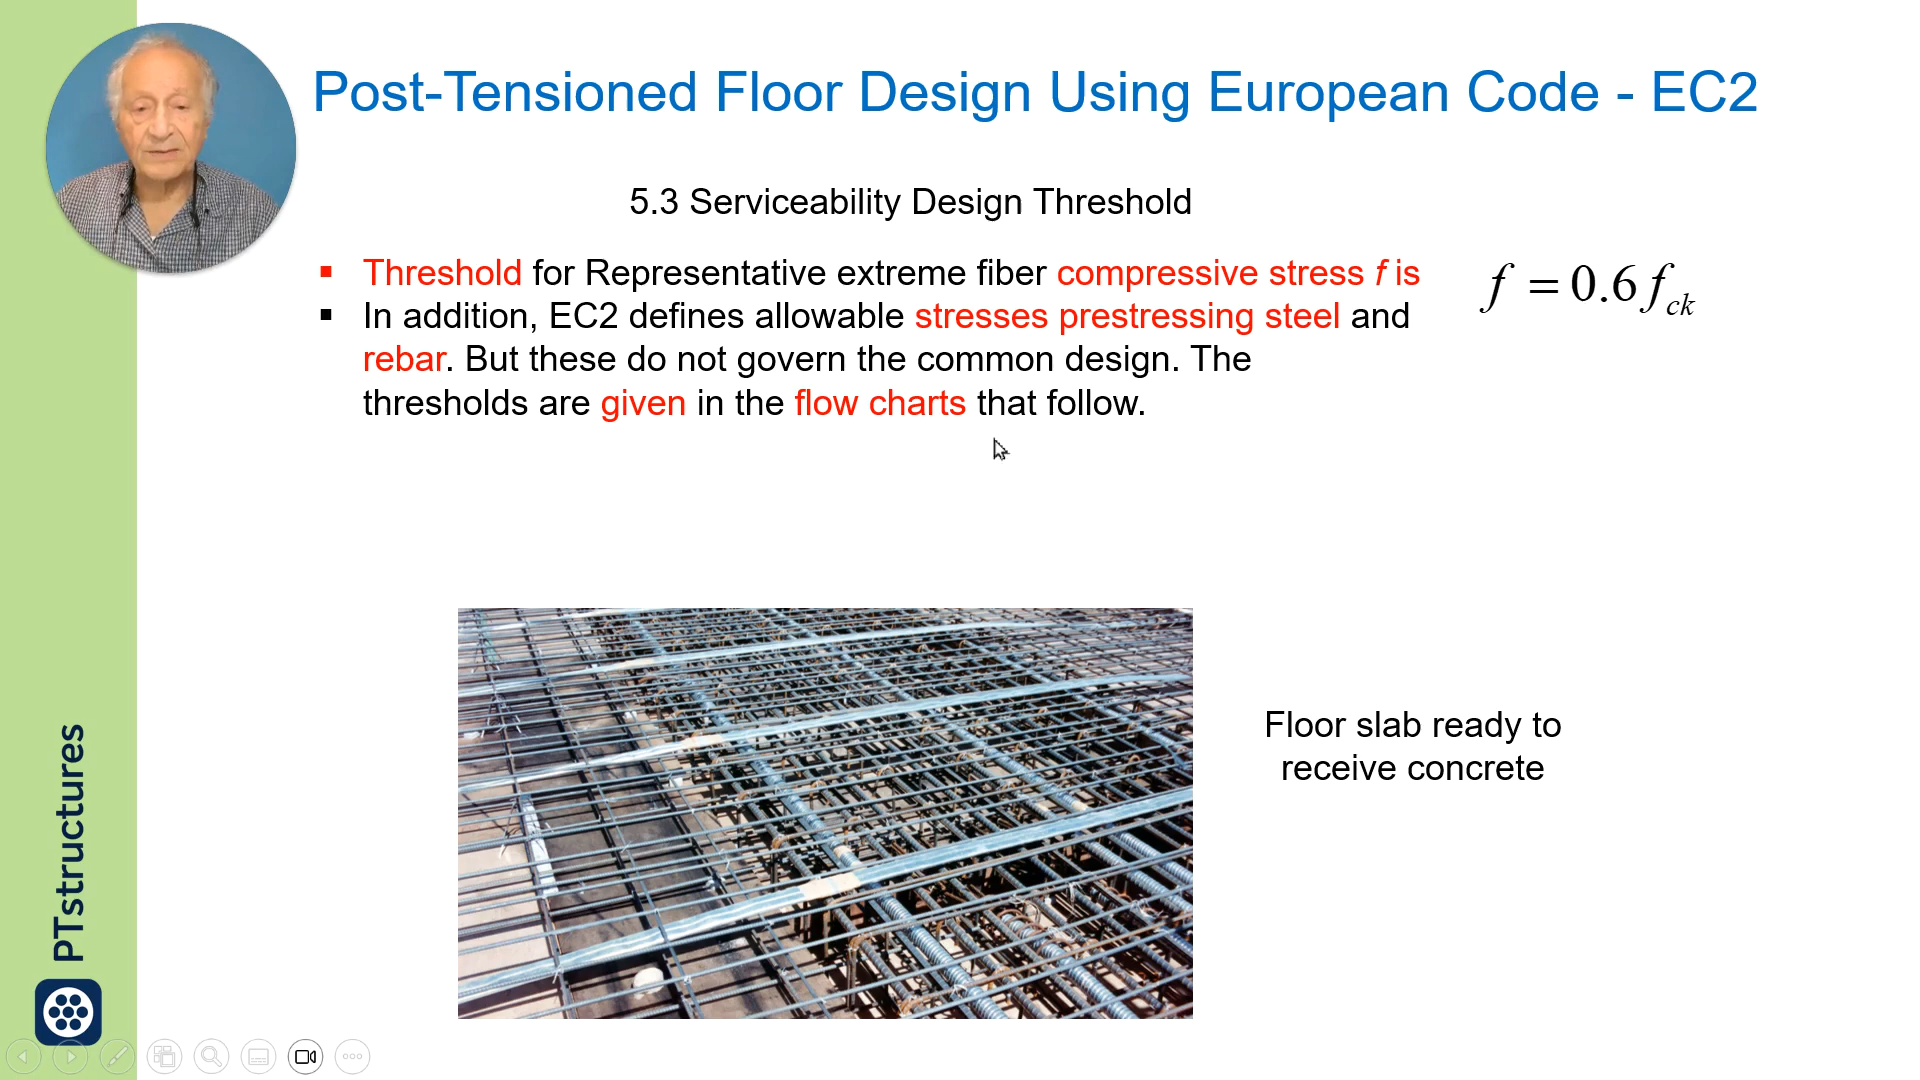 Post-Tensioned Floor Design Using European Code - EC2
5.3 Serviceability Design Threshold
▪ Threshold for Representative extreme fiber compressive stress f is
f = 0.6 f_ck
▪ In addition, EC2 defines allowable stresses prestressing steel and
rebar. But these do not govern the common design. The
thresholds are given in the flow charts that follow.
Floor slab ready to
receive concrete
PTstructures